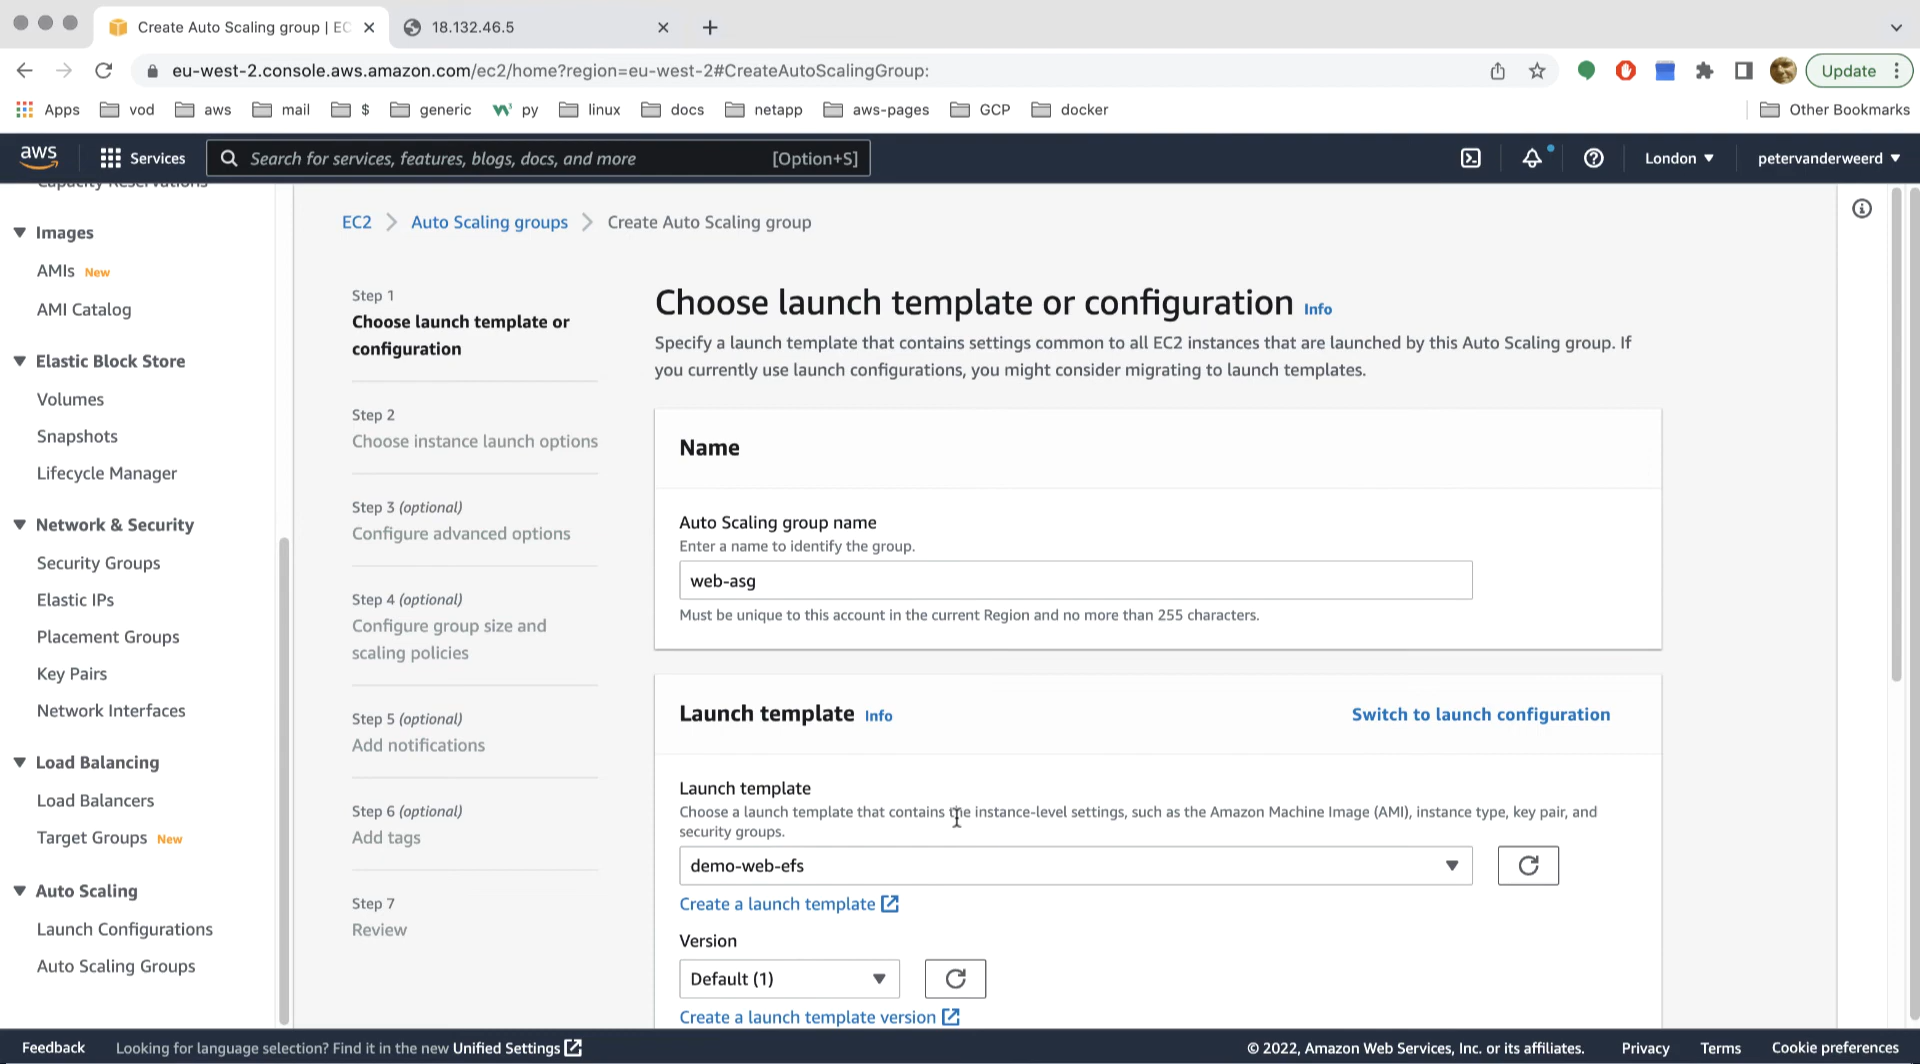 Create Auto Scaling group | EC
18.132.46.5
eu-west-2.console.aws.amazon.com/ec2/home?region=eu-west-2#CreateAutoScalingGroup:
Update
Apps
vod
aws
mail
$
generic
py
linux
docs
netapp
aws-pages
GCP
docker
Other Bookmarks
aws
Services
Search for services, features, blogs, docs, and more
[Option+S]
London
petervanderweerd
Capacity Reservations
Images
AMIs New
AMI Catalog
Elastic Block Store
Volumes
Snapshots
Lifecycle Manager
Network & Security
Security Groups
Elastic IPs
Placement Groups
Key Pairs
Network Interfaces
Load Balancing
Load Balancers
Target Groups New
Auto Scaling
Launch Configurations
Auto Scaling Groups
EC2
Auto Scaling groups
Create Auto Scaling group
Step 1
Choose launch template or
configuration
Step 2
Choose instance launch options
Step 3 (optional)
Configure advanced options
Step 4 (optional)
Configure group size and
scaling policies
Step 5 (optional)
Add notifications
Step 6 (optional)
Add tags
Step 7
Review
Choose launch template or configuration Info
Specify a launch template that contains settings common to all EC2 instances that are launched by this Auto Scaling group. If
you currently use launch configurations, you might consider migrating to launch templates.
Name
Auto Scaling group name
Enter a name to identify the group.
web-asg
Must be unique to this account in the current Region and no more than 255 characters.
Launch template Info
Switch to launch configuration
Launch template
Choose a launch template that contains the instance-level settings, such as the Amazon Machine Image (AMI), instance type, key pair, and
security groups.
demo-web-efs
Create a launch template
Version
Default (1)
Create a launch template version
Feedback
Looking for language selection? Find it in the new Unified Settings
© 2022, Amazon Web Services, Inc. or its affiliates.
Privacy
Terms
Cookie preferences